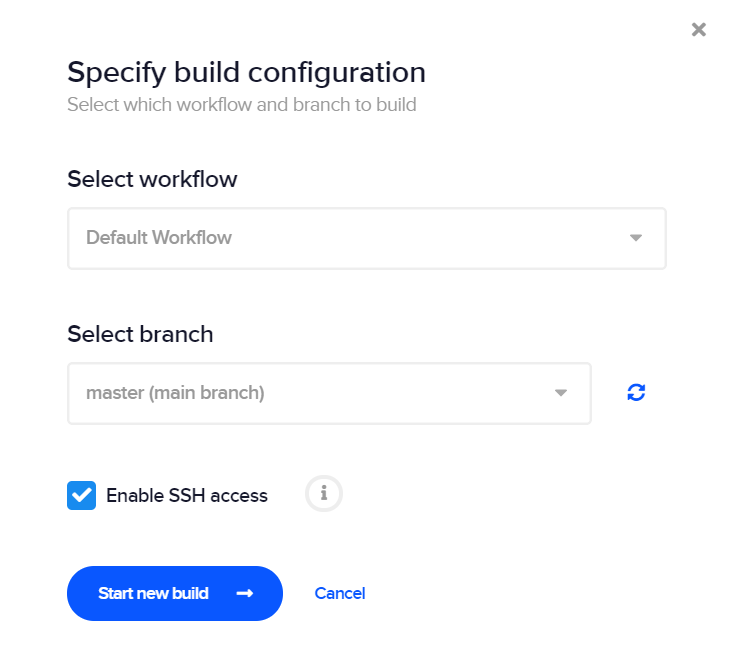 Specify build configuration
Select which workflow and branch to build
Select workflow
Default Workflow
Select branch
master (main branch)
Enable SSH access
Start new build
Cancel